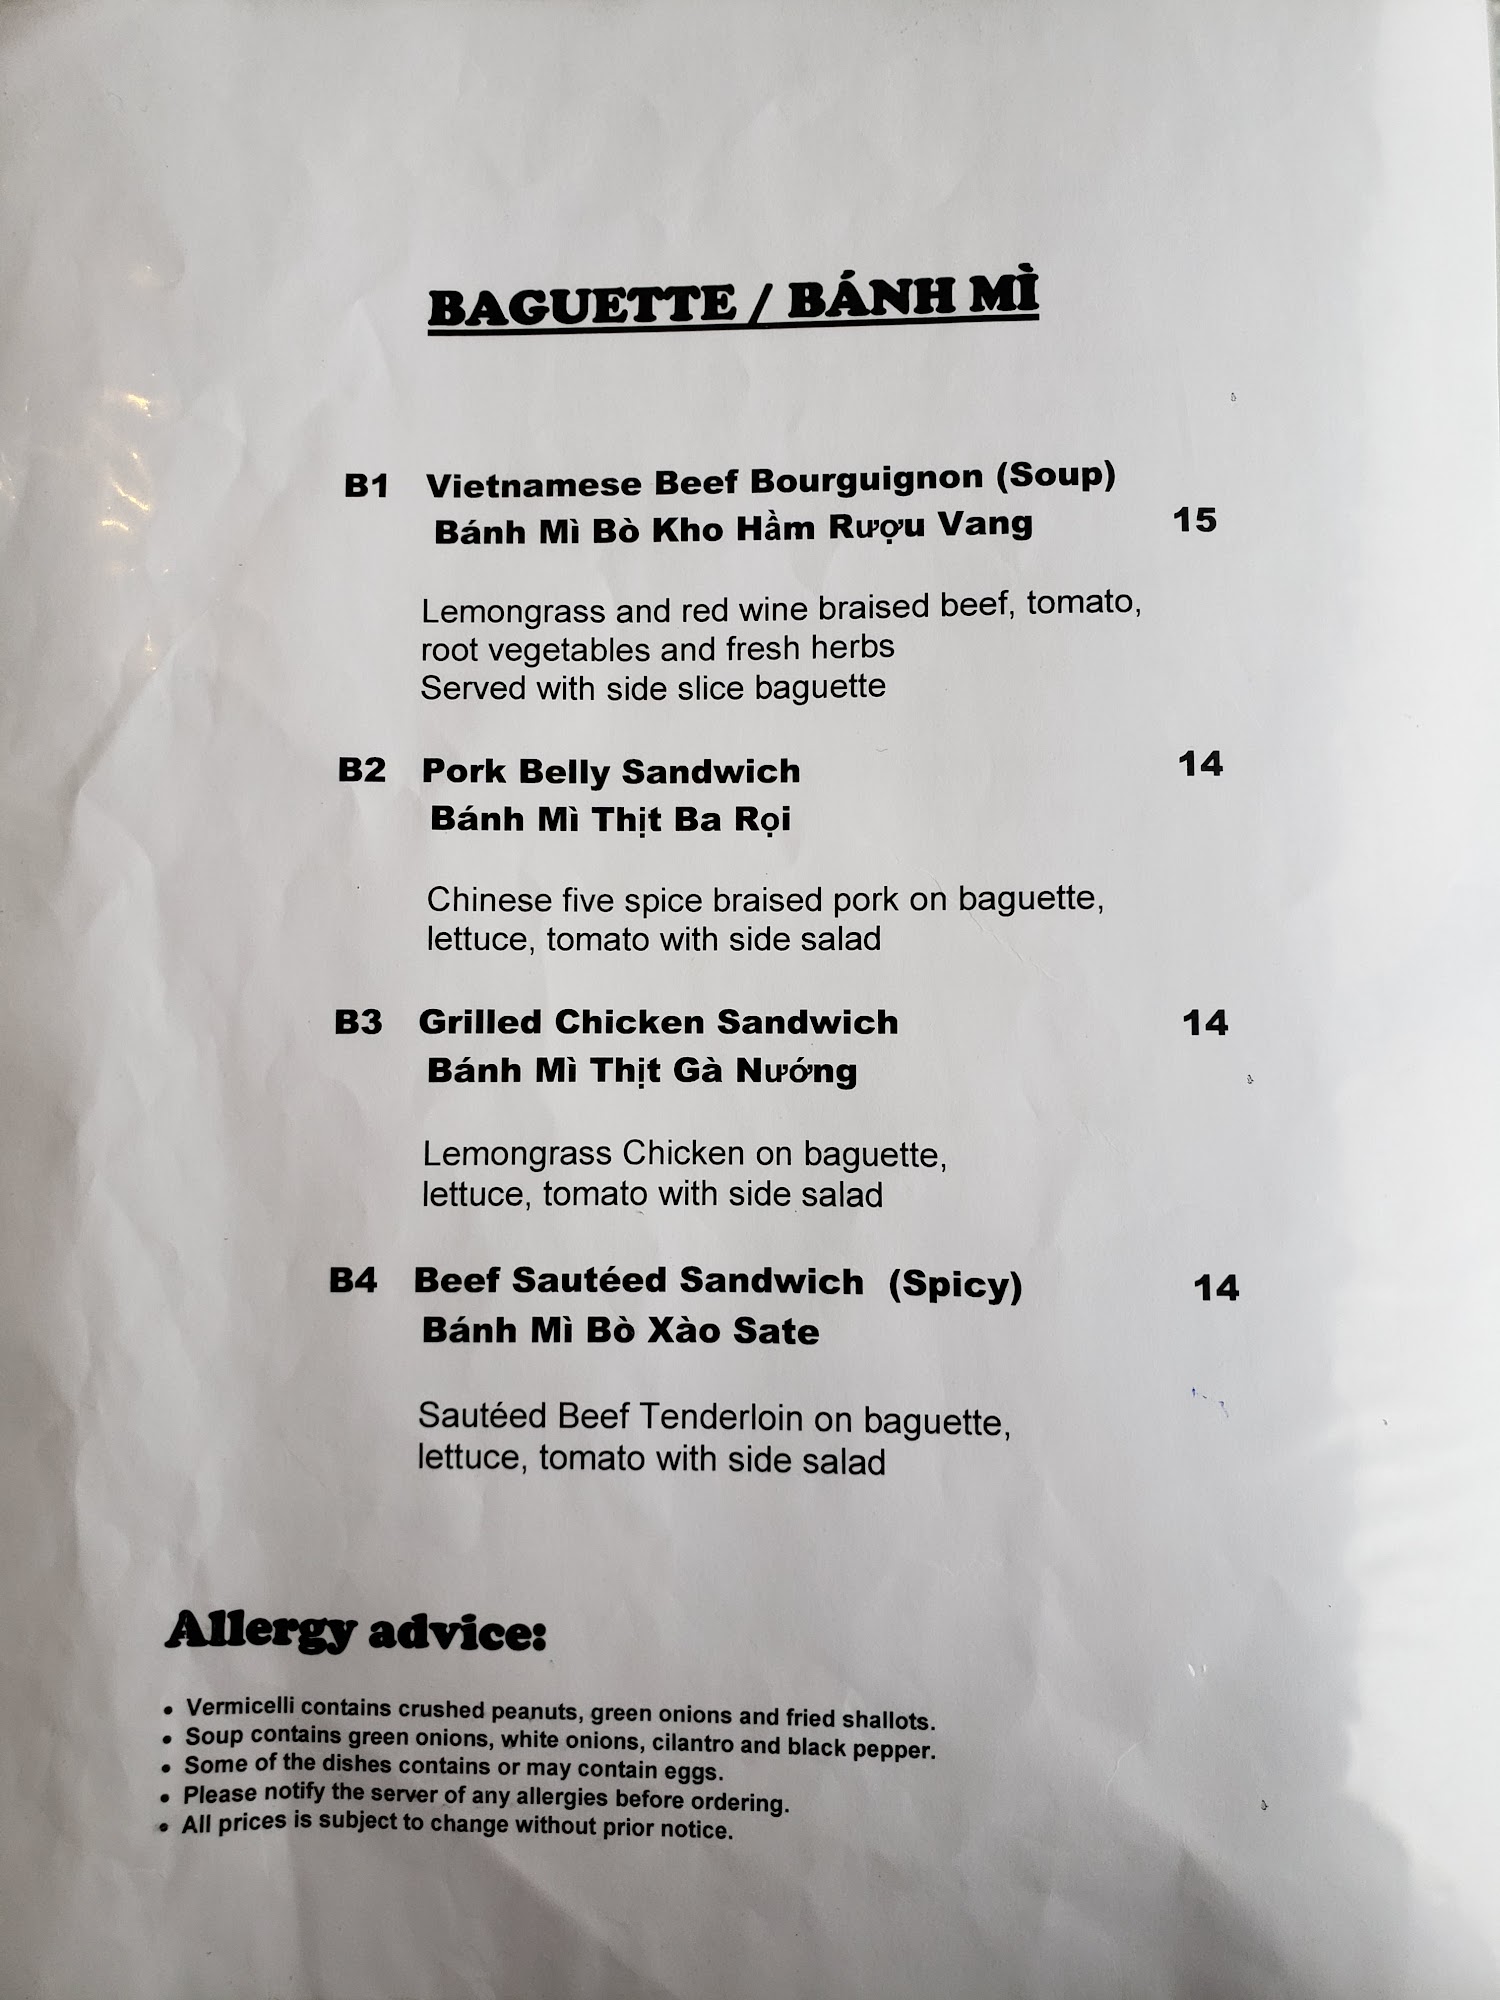 BAGUETTE / BÁNH MÌ
B1 Vietnamese Beef Bourguignon (Soup)
Bánh Mì Bò Kho Hầm Rượu Vang 15
Lemongrass and red wine braised beef, tomato,
root vegetables and fresh herbs
Served with side slice baguette
B2 Pork Belly Sandwich 14
Bánh Mì Thịt Ba Rọi
Chinese five spice braised pork on baguette,
lettuce, tomato with side salad
B3 Grilled Chicken Sandwich 14
Bánh Mì Thịt Gà Nướng
Lemongrass Chicken on baguette,
lettuce, tomato with side salad
B4 Beef Sautéed Sandwich (Spicy) 14
Bánh Mì Bò Xào Sate
Sautéed Beef Tenderloin on baguette,
lettuce, tomato with side salad
Allergy advice:
• Vermicelli contains crushed peanuts, green onions and fried shallots.
• Soup contains green onions, white onions, cilantro and black pepper.
• Some of the dishes contains or may contain eggs.
• Please notify the server of any allergies before ordering.
• All prices is subject to change without prior notice.